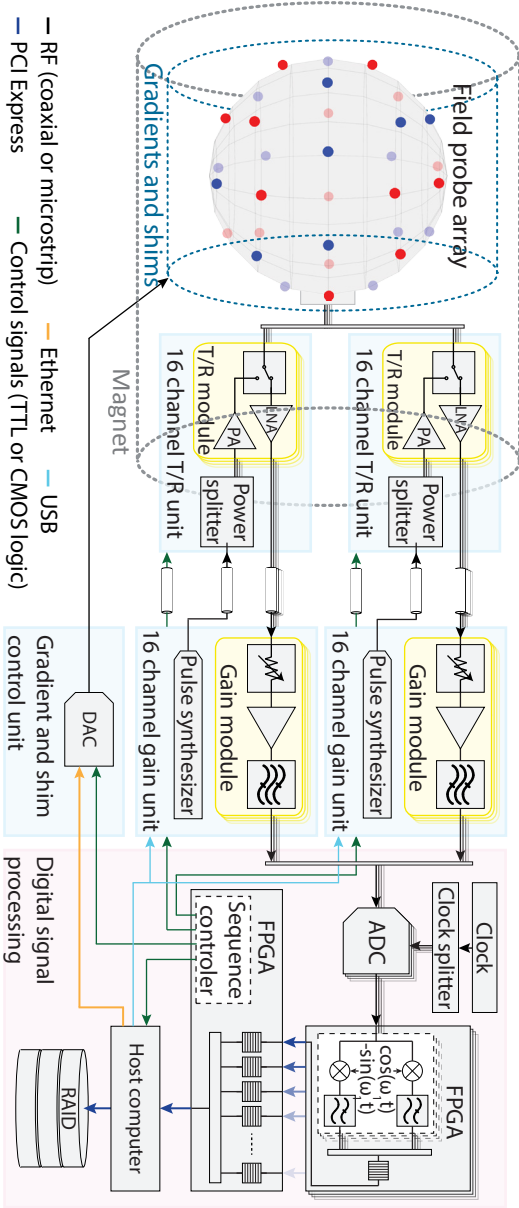 Clock
Clock splitter
FPGA
Field probe array
LNA
PA
T/R module
16 channel T/R unit
Power
splitter
Gain module
Pulse synthesizer
16 channel gain unit
ADC
cos(ω t)
-sin(ω t)
LNA
PA
T/R module
16 channel T/R unit
Power
splitter
Gain module
Pulse synthesizer
16 channel gain unit
FPGA
Sequence
controler
Gradients and shims
Magnet
DAC
Gradient and shim
control unit
Host computer
RAID
Digital signal
processing
RF (coaxial or microstrip)
Ethernet
USB
PCI Express
Control signals (TTL or CMOS logic)